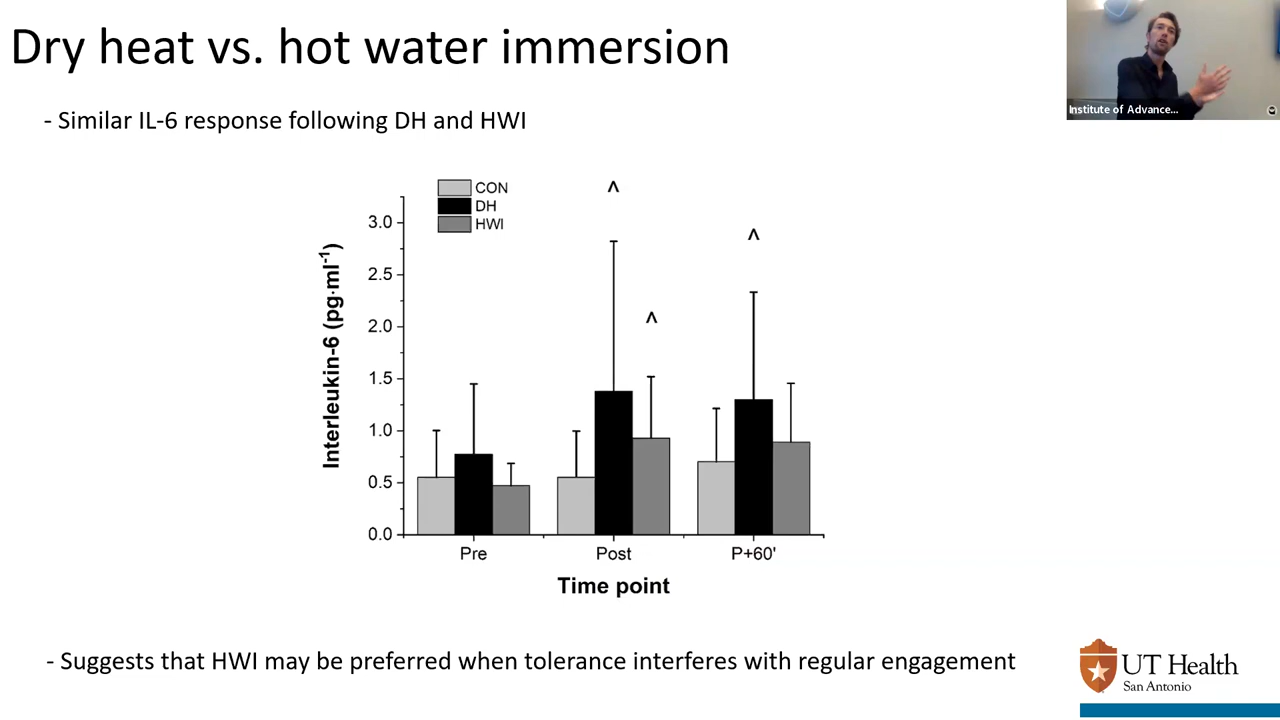 Dry heat vs. hot water immersion
Institute of Advance...
- Similar IL-6 response following DH and HWI
CON
DH
HWI
^
^
^
Interleukin-6 (pg·ml⁻¹)
3.0
2.5
2.0
1.5
1.0
0.5
0.0
Pre
Post
P+60'
Time point
- Suggests that HWI may be preferred when tolerance interferes with regular engagement
UT Health
San Antonio